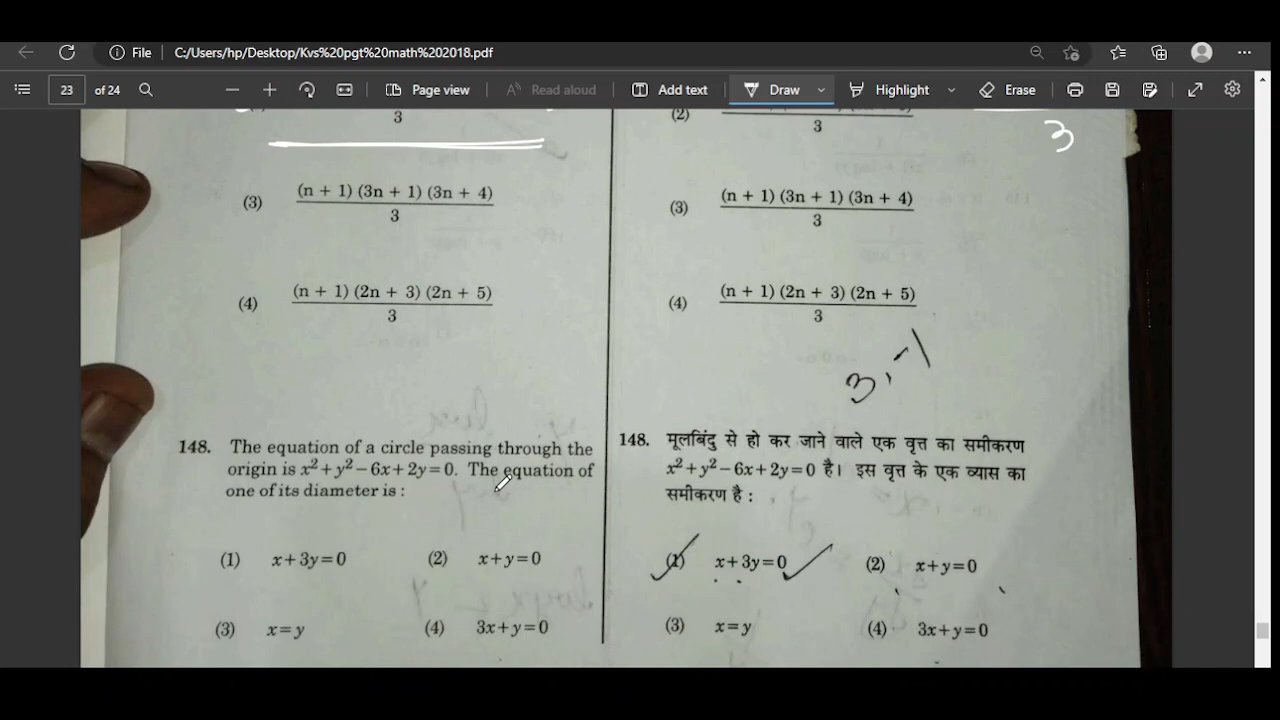 File C:/Users/hp/Desktop/Kvs%20pgt%20math%202018.pdf
23 of 24 Page view Read aloud Add text Draw Highlight Erase
3
(2)
3
3
(3) (n + 1) (3n + 1) (3n + 4)
3
(3) (n + 1) (3n + 1) (3n + 4)
3
(4) (n + 1) (2n + 3) (2n + 5)
3
(4) (n + 1) (2n + 3) (2n + 5)
3
3, -1
148. The equation of a circle passing through the
origin is x²+y²−6x+2y=0. The equation of
one of its diameter is :
(1) x+3y=0 (2) x+y=0
(3) x=y (4) 3x+y=0
148. मूलबिंदु से हो कर जाने वाले एक वृत्त का समीकरण
x²+y²−6x+2y=0 है। इस वृत्त के एक व्यास का
समीकरण है :
(1) x+3y=0 (2) x+y=0
(3) x=y (4) 3x+y=0